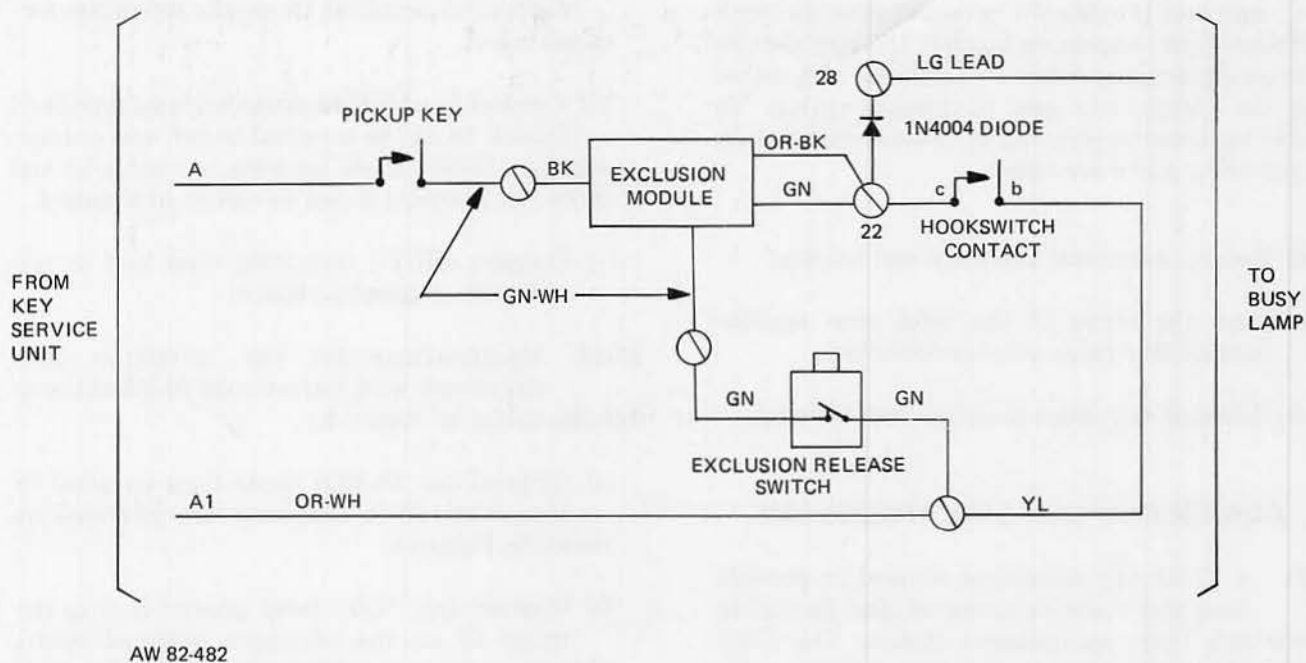 28
LG LEAD
PICKUP KEY
1N4004 DIODE
A
BK
EXCLUSION
MODULE
OR-BK
GN
c
b
22
HOOKSWITCH
CONTACT
FROM
KEY
SERVICE
UNIT
GN-WH
TO
BUSY
LAMP
GN
GN
EXCLUSION RELEASE
SWITCH
A1
OR-WH
YL
AW 82-482